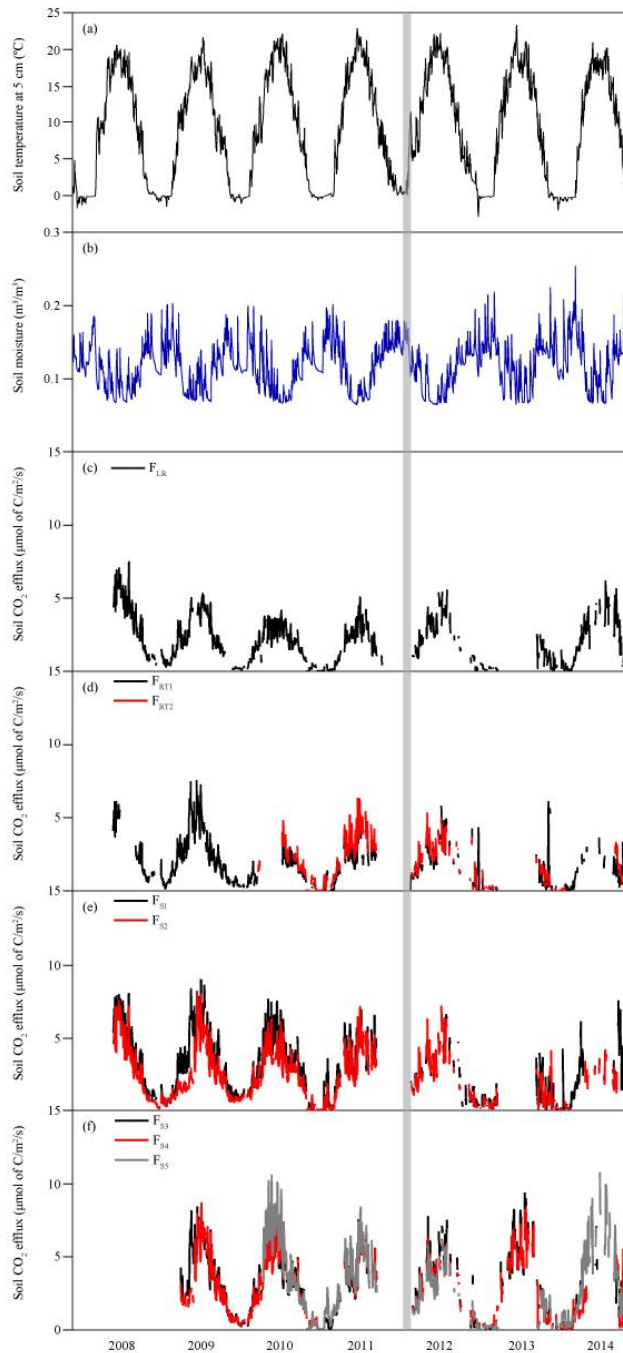 25
(a)
20
15
10
5
0
Soil temperature at 5 cm (°C)
0.3
(b)
0.2
0.1
Soil moisture (m³/m³)
15
(c)
F_LR
10
5
Soil CO₂ efflux (µmol of C/m²/s)
15
(d)
F_RT1
F_RT2
10
5
Soil CO₂ efflux (µmol of C/m²/s)
15
(e)
F_S1
F_S2
10
5
Soil CO₂ efflux (µmol of C/m²/s)
15
(f)
F_S3
F_S4
F_S5
10
5
0
Soil CO₂ efflux (µmol of C/m²/s)
2008 2009 2010 2011 2012 2013 2014